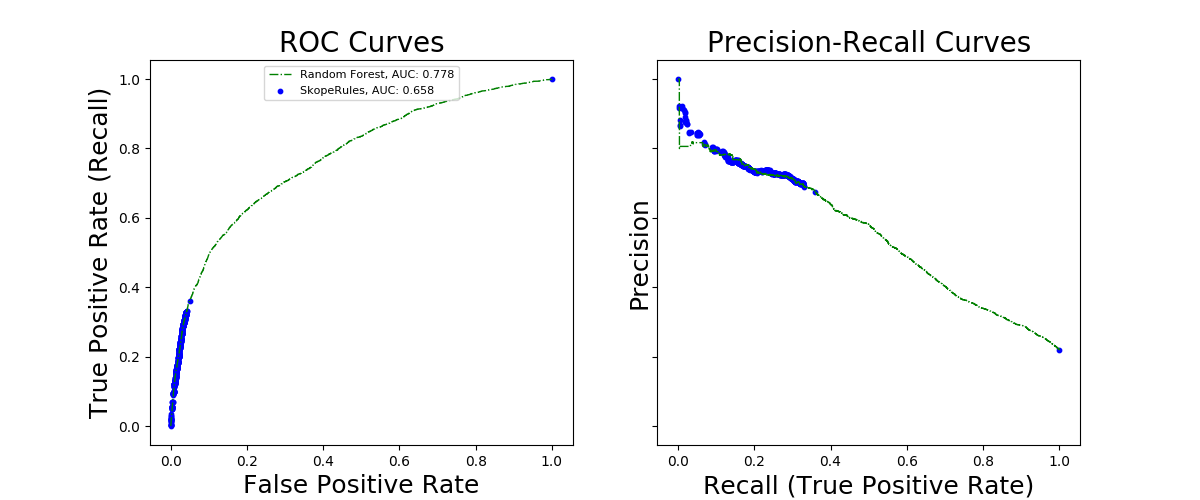 ROC Curves
Random Forest, AUC: 0.778
SkopeRules, AUC: 0.658
True Positive Rate (Recall)
1.0
0.8
0.6
0.4
0.2
0.0
0.0 0.2 0.4 0.6 0.8 1.0
False Positive Rate
Precision-Recall Curves
Precision
0.0 0.2 0.4 0.6 0.8 1.0
Recall (True Positive Rate)